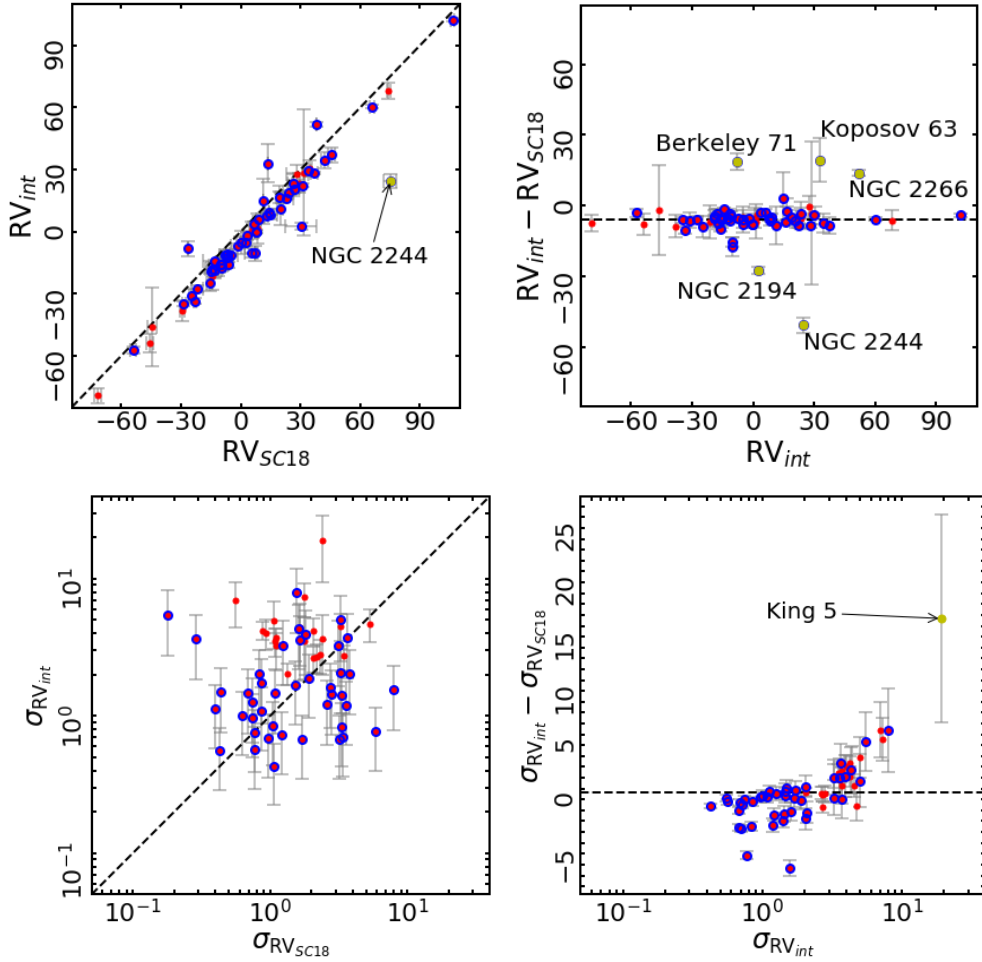 90
60
30
0
−30
−60
RV_int
NGC 2244
−60 −30 0 30 60 90
RV_SC18
60
30
0
−30
−60
RV_int − RV_SC18
Berkeley 71
Koposov 63
NGC 2266
NGC 2194
NGC 2244
−60 −30 0 30 60 90
RV_int
10^1
10^0
10^−1
σ_RV_int
10^−1 10^0 10^1
σ_RV_SC18
25
20
15
10
5
0
−5
σ_RV_int − σ_RV_SC18
King 5
10^−1 10^0 10^1
σ_RV_int